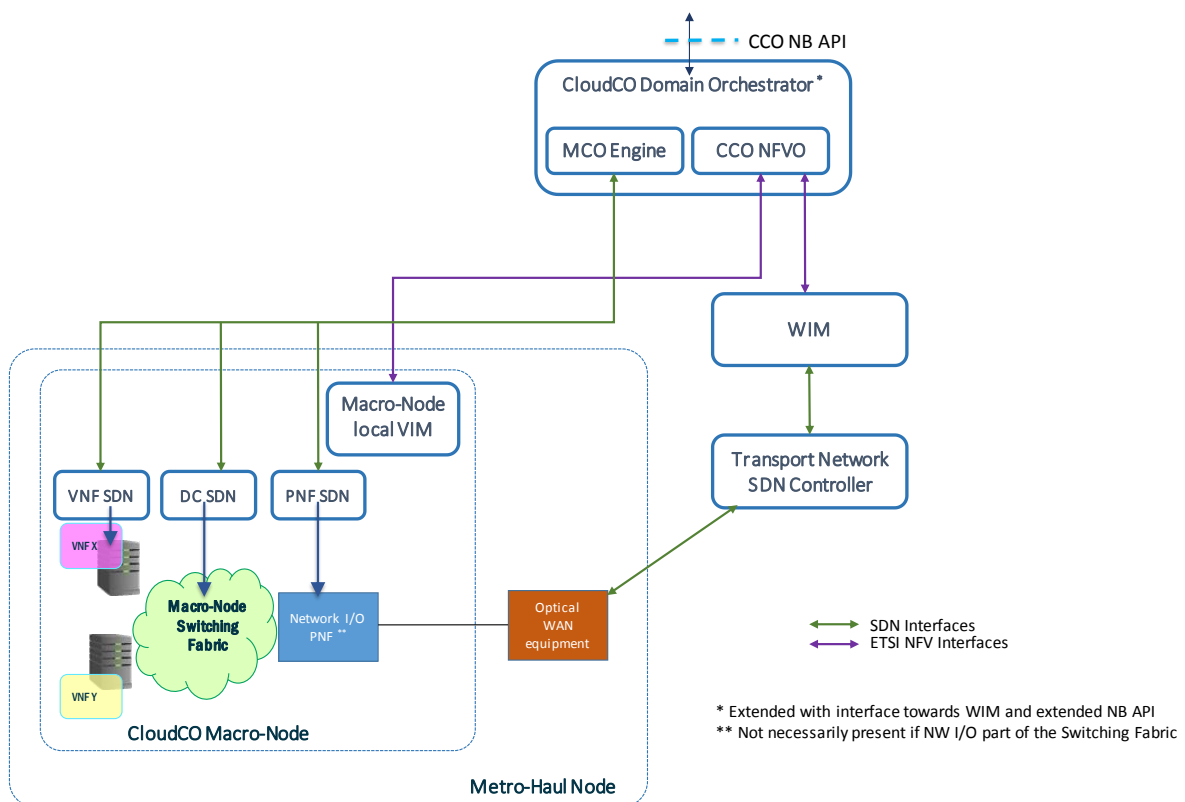 CCO NB API
CloudCO Domain Orchestrator *
MCO Engine
CCO NFVO
WIM
Macro-Node
local VIM
Transport Network
SDN Controller
VNF SDN
DC SDN
PNF SDN
VNF X
Macro-Node
Switching
Fabric
Network I/O
PNF **
Optical
WAN
equipment
VNF Y
SDN Interfaces
ETSI NFV Interfaces
CloudCO Macro-Node
Metro-Haul Node
* Extended with interface towards WIM and extended NB API
** Not necessarily present if NW I/O part of the Switching Fabric